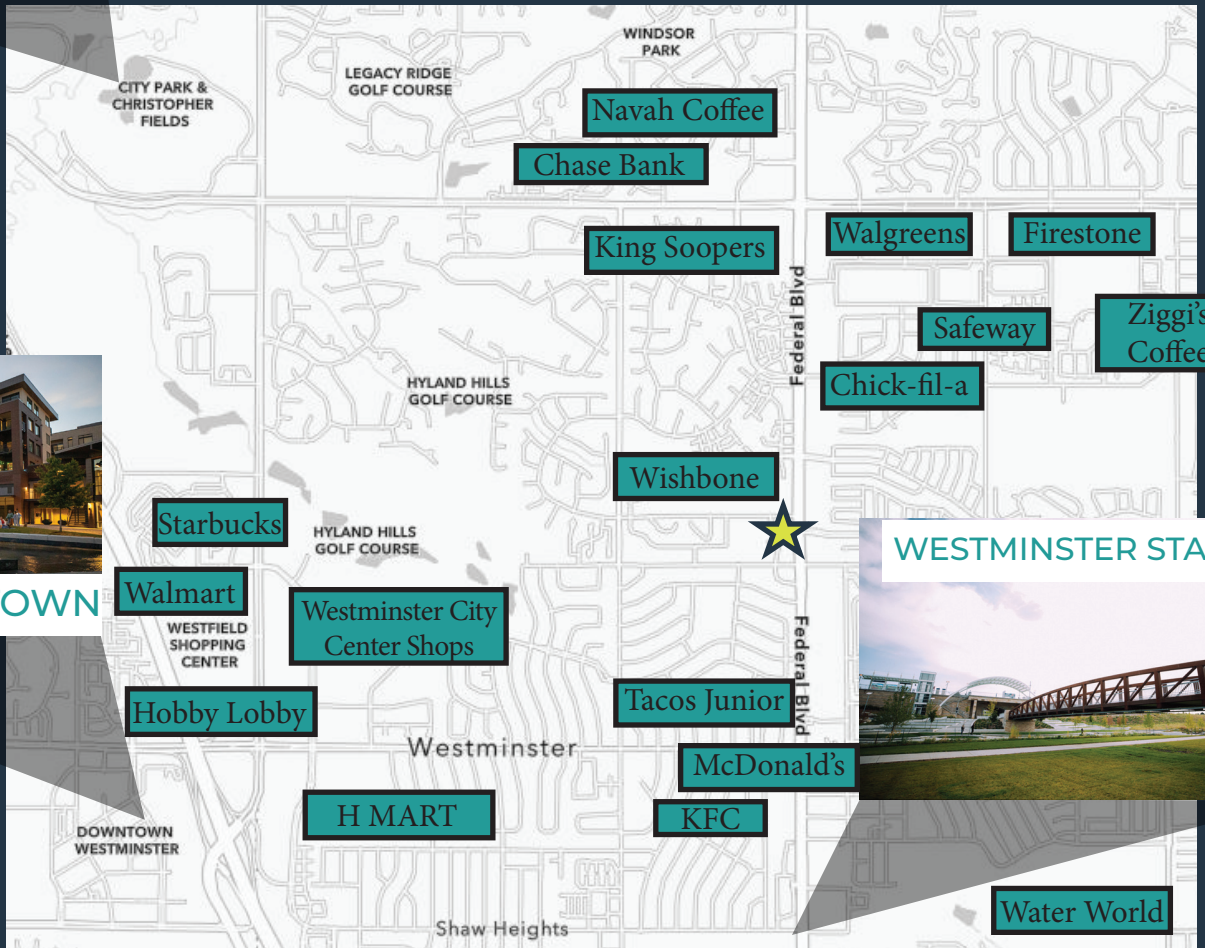 WINDSOR
PARK
LEGACY RIDGE
GOLF COURSE
CITY PARK &
CHRISTOPHER
FIELDS
Navah Coffee
Chase Bank
Walgreens
Firestone
King Soopers
Federal Blvd
Ziggi's
Coffee
Safeway
Chick-fil-a
HYLAND HILLS
GOLF COURSE
Wishbone
Starbucks
HYLAND HILLS
GOLF COURSE
WESTMINSTER STA
OWN
Walmart
Westminster City
Center Shops
WESTFIELD
SHOPPING
CENTER
Federal Blvd
Hobby Lobby
Tacos Junior
Westminster
McDonald's
H MART
KFC
DOWNTOWN
WESTMINSTER
Water World
Shaw Heights